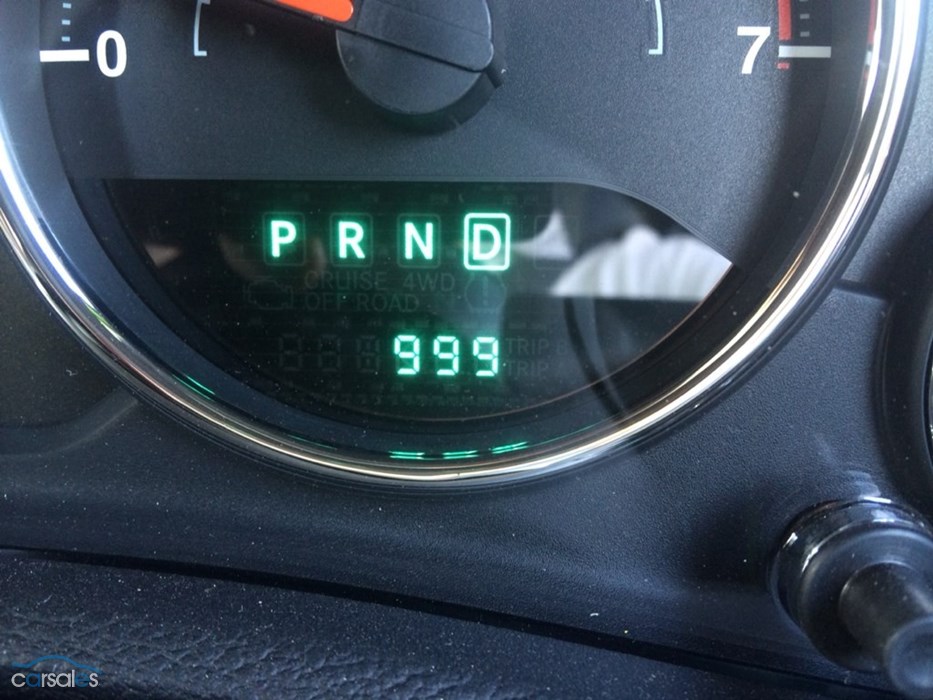 0 7
P R N D
CRUISE 4WD
OFF ROAD
999 TRIP
TRIP
carsales